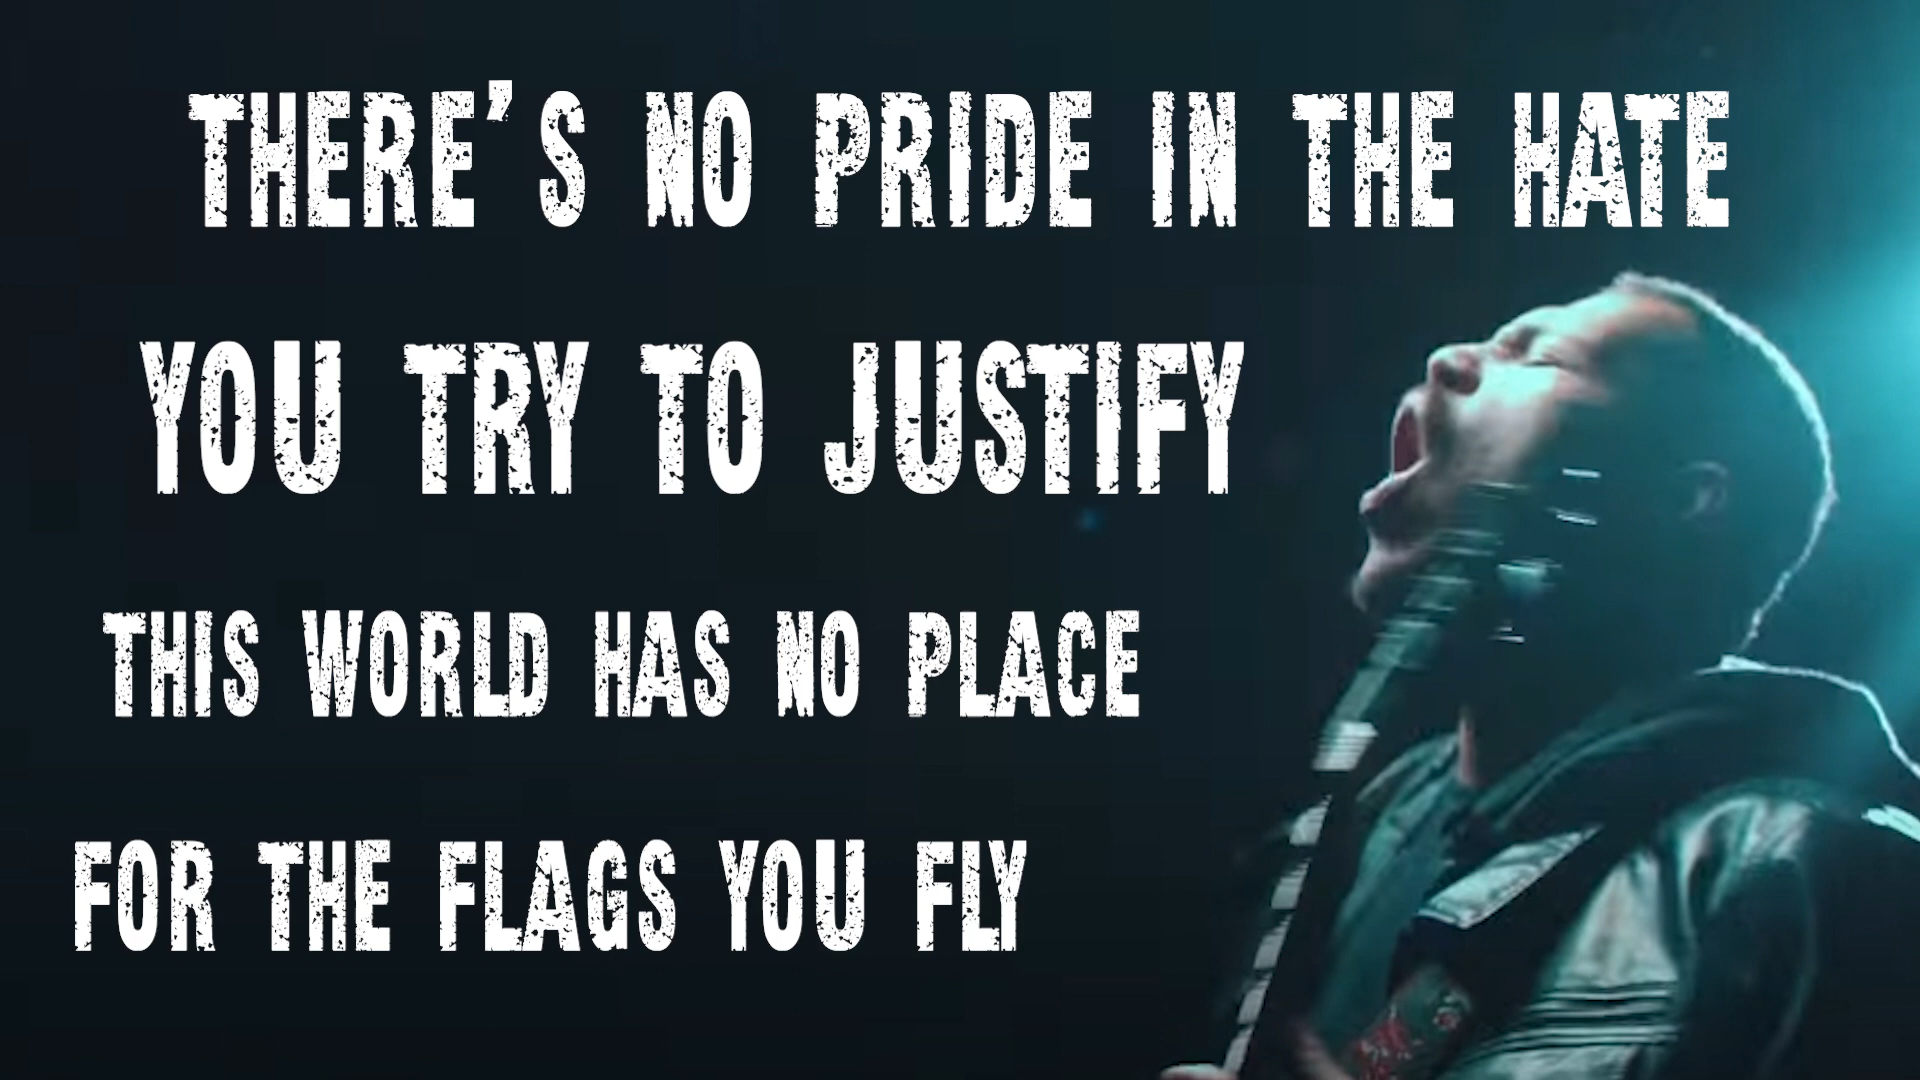 THERE'S NO PRIDE IN THE HATE
YOU TRY TO JUSTIFY
THIS WORLD HAS NO PLACE
FOR THE FLAGS YOU FLY